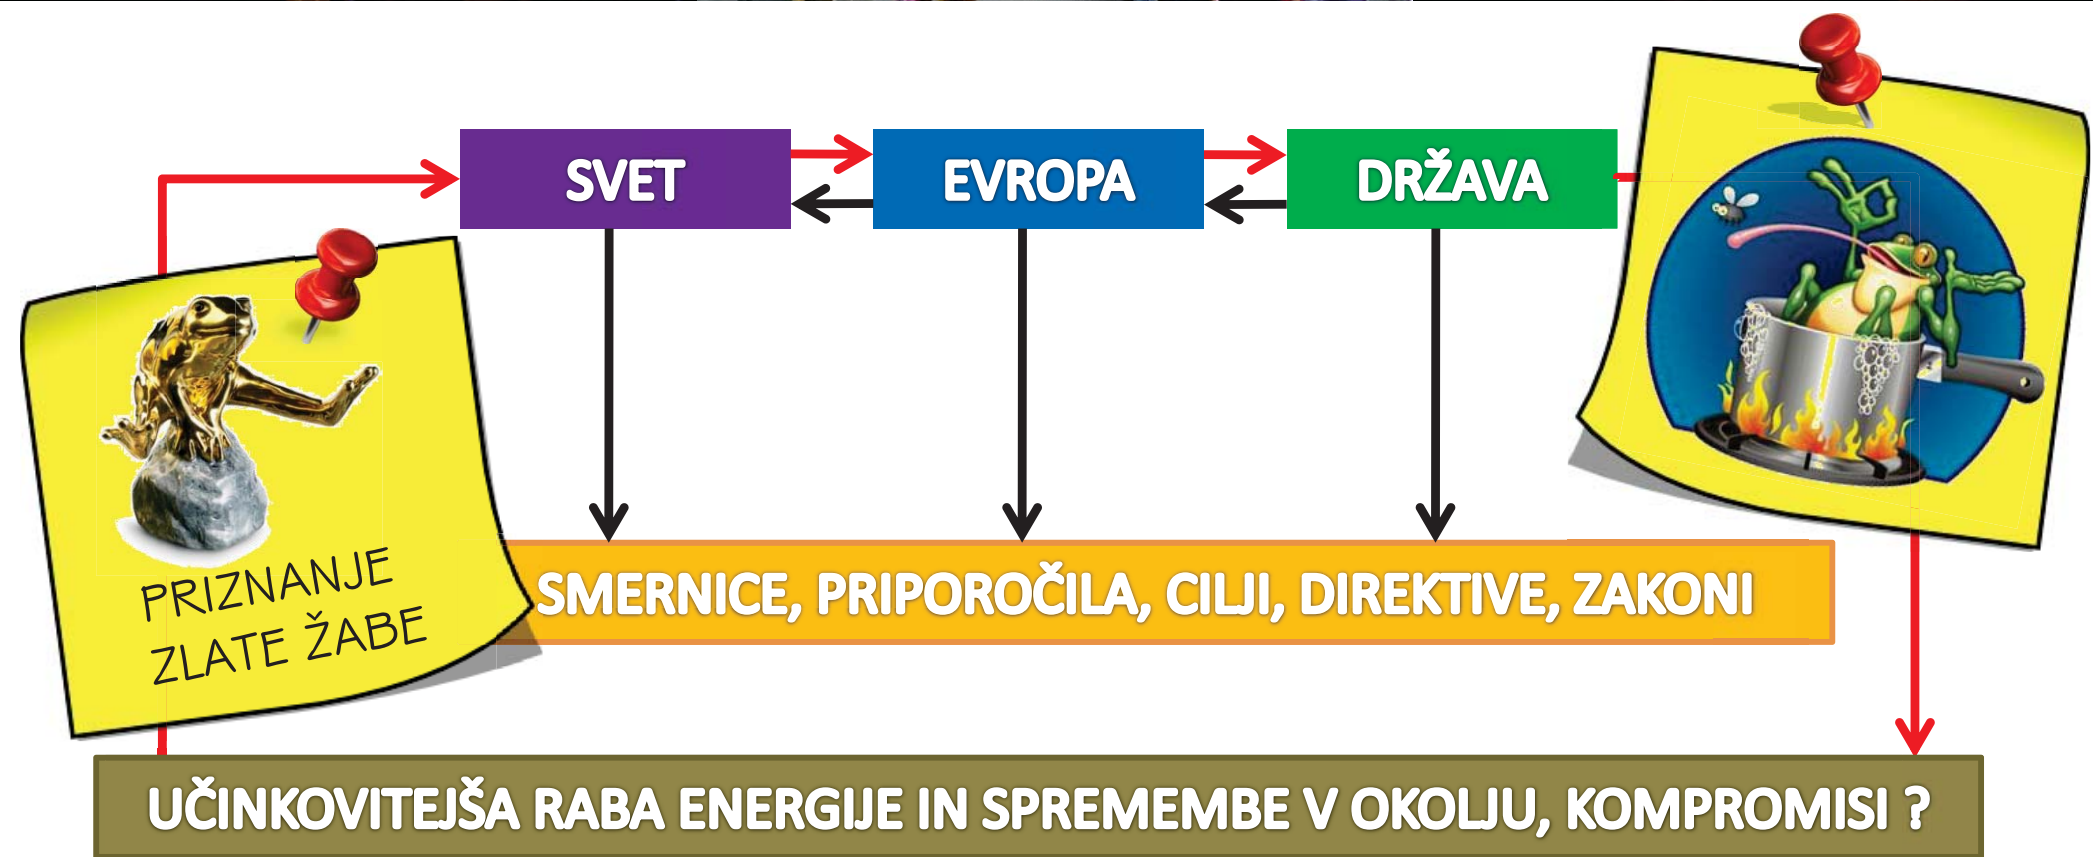 SVET
EVROPA
DRŽAVA
PRIZNANJE
ZLATE ŽABE
SMERNICE, PRIPOROČILA, CILJI, DIREKTIVE, ZAKONI
UČINKOVITEJŠA RABA ENERGIJE IN SPREMEMBE V OKOLJU, KOMPROMISI ?